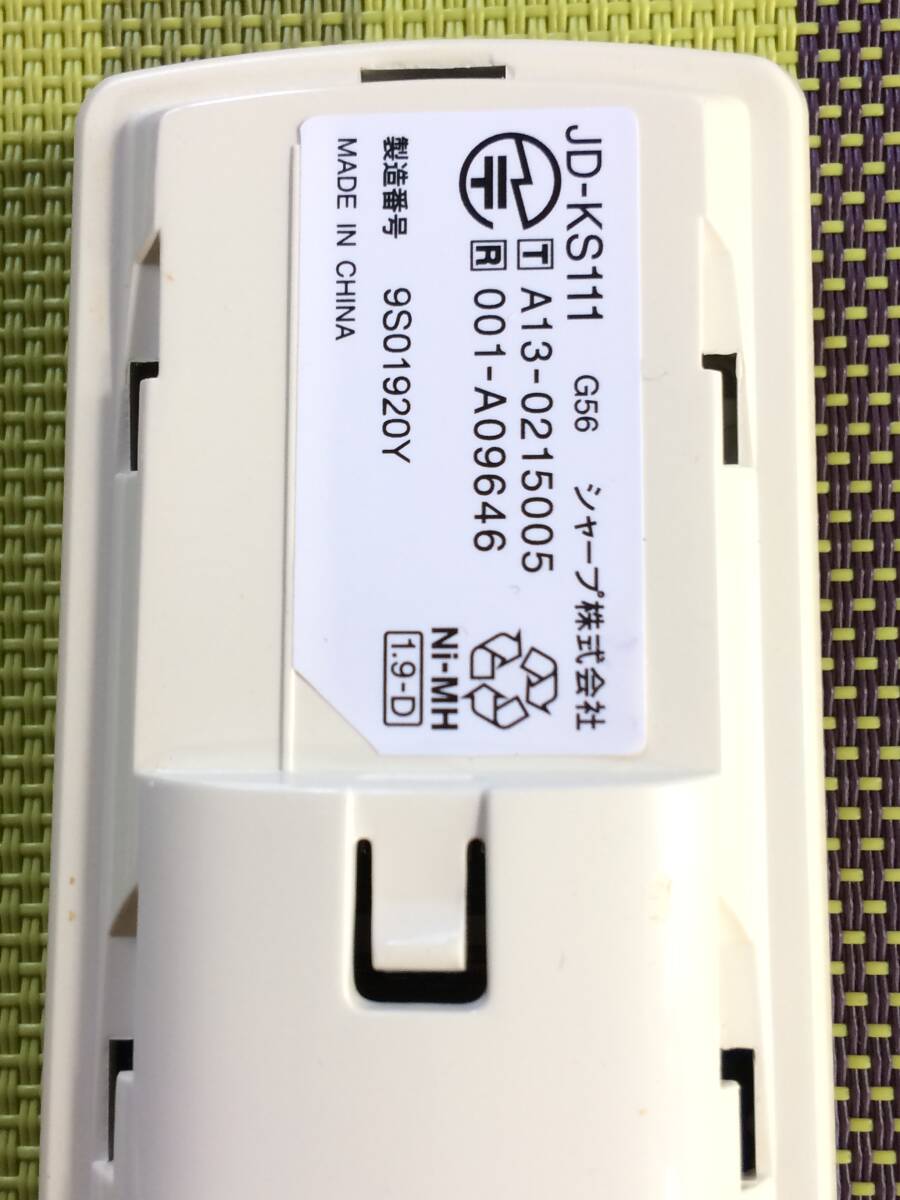 JD-KS111 G56 シャープ株式会社
T A13-0215005
R 001-A09646
Ni-MH
1.9-D
製造番号 9S01920Y
MADE IN CHINA